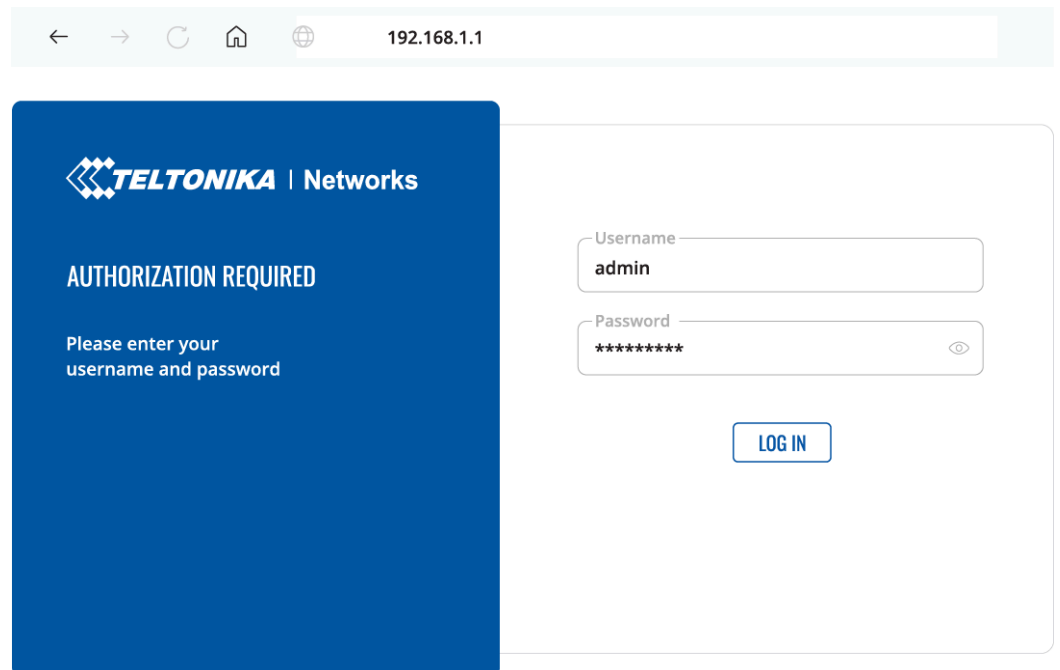 192.168.1.1
TELTONIKA | Networks
AUTHORIZATION REQUIRED
Please enter your
username and password
Username
admin
Password
*********
LOG IN